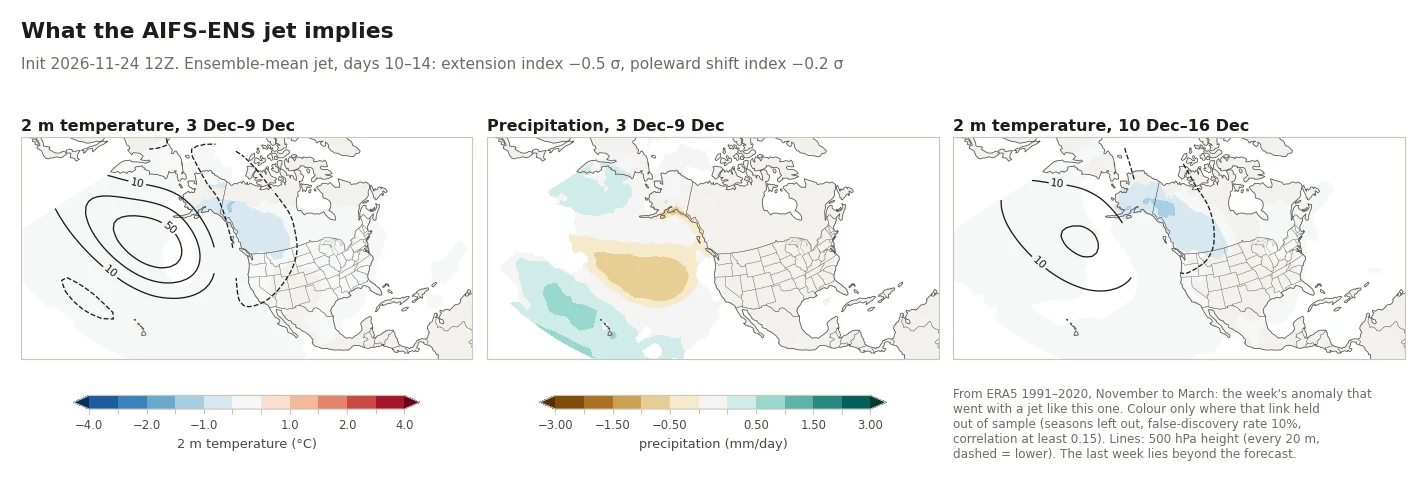 What the AIFS-ENS jet implies
Init 2026-11-24 12Z. Ensemble-mean jet, days 10–14: extension index −0.5 σ, poleward shift index −0.2 σ
2 m temperature, 3 Dec–9 Dec
Precipitation, 3 Dec–9 Dec
2 m temperature, 10 Dec–16 Dec
10
50
10
10
10
−4.0 −2.0 −1.0 1.0 2.0 4.0
2 m temperature (°C)
−3.00 −1.50 −0.50 0.50 1.50 3.00
precipitation (mm/day)
From ERA5 1991–2020, November to March: the week's anomaly that
went with a jet like this one. Colour only where that link held
out of sample (seasons left out, false-discovery rate 10%,
correlation at least 0.15). Lines: 500 hPa height (every 20 m,
dashed = lower). The last week lies beyond the forecast.